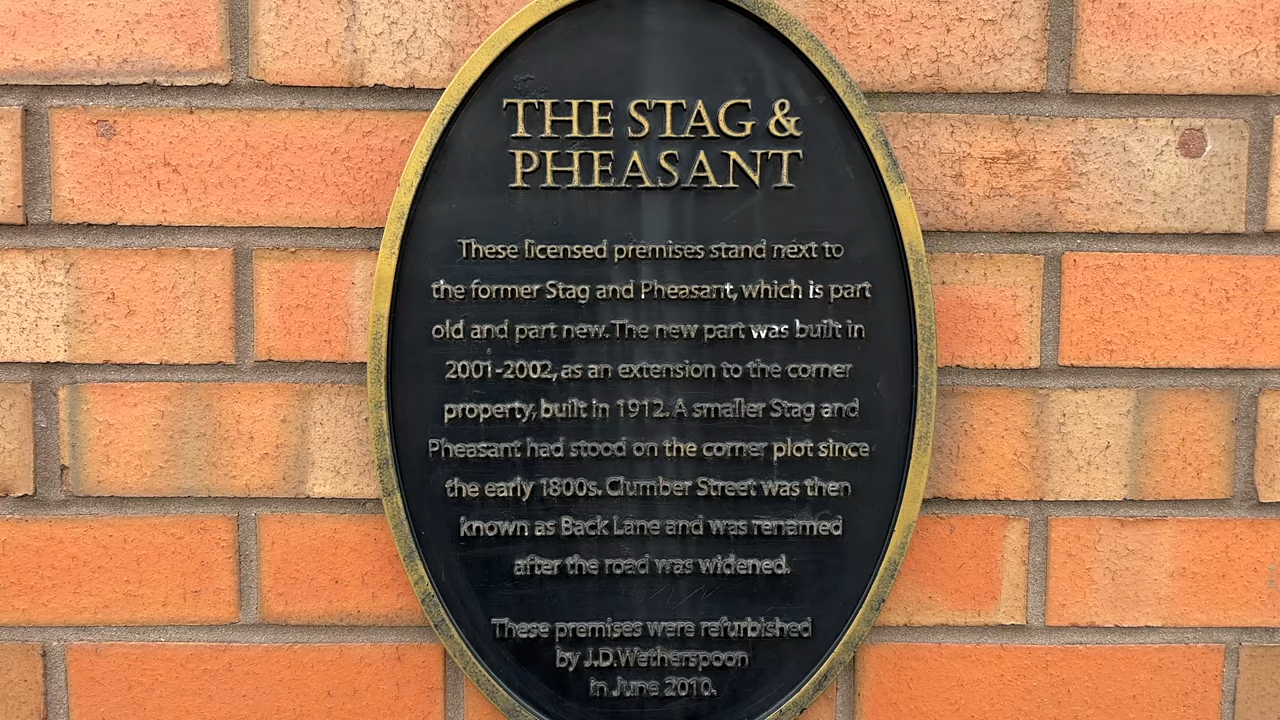 THE STAG &
PHEASANT
These licensed premises stand next to
the former Stag and Pheasant, which is part
old and part new. The new part was built in
2001-2002, as an extension to the corner
property, built in 1912. A smaller Stag and
Pheasant had stood on the corner plot since
the early 1800s. Clumber Street was then
known as Back Lane and was renamed
after the road was widened.
These premises were refurbished
by J.D.Wetherspoon
in June 2010.